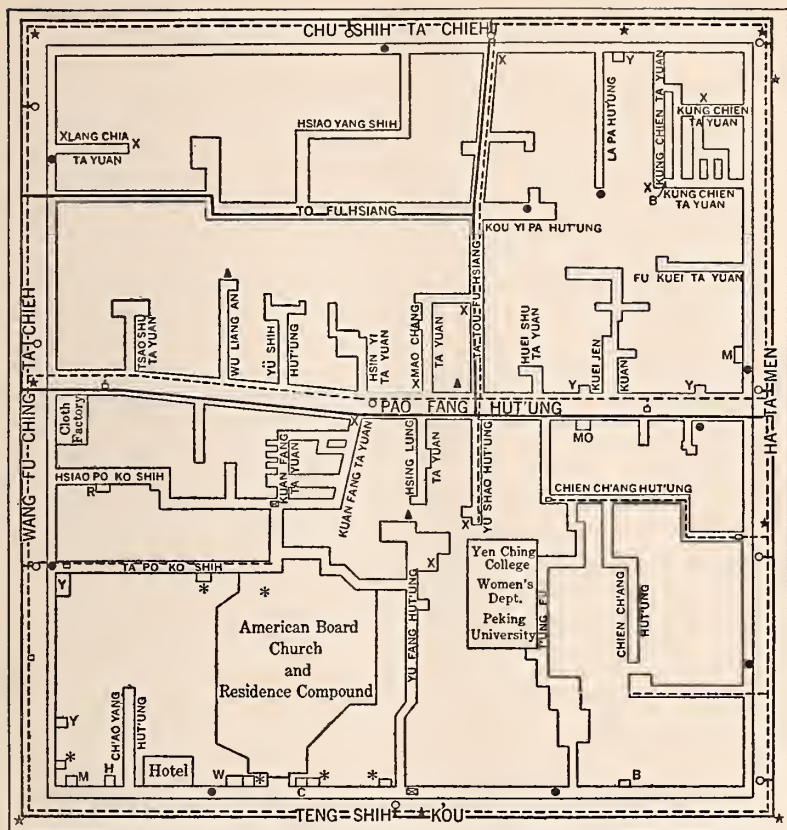 CHU SHIH TA CHIEH
Y
X
HSIAO YANG SHIH
LA PA HUT'UNG
KUNG CHIEN TA YUAN
X
KUNG CHIEN
TA YUAN
X LANG CHIA X
TA YUAN
X
B
KUNG CHIEN
TA YUAN
TO FU HSIANG
KOU YI PA HUT'UNG
TA TOU FU HSIANG
FU KUEI TA YUAN
WANG FU CHING TA CHIEH
TSAO SHU
TA YUAN
WU LIANG AN
YÜ SHIH
HUT'UNG
HSIN YI
TA YUAN
X MAO CHANG
TA YUAN
X
HUEI SHU
TA YUAN
KUEI JEN
KUAN
M
Y
Y
HA TA MEN
PAO FANG HUT'UNG
Cloth
Factory
X
MO
KUAN FANG
TA YUAN
KUAN FANG TA YUAN
HSING LUNG
TA YUAN
YU SHAO HUT'UNG
X
HSIAO PO KO SHIH
R
CHIEN CH'ANG HUT'UNG
TA PO KO SHIH
R
Y
*
*
X
Yen Ching
College
Women's
Dept.
Peking
University
T'UNG FU
CHIEN CH'ANG
HUT'UNG
American Board
Church
and
Residence Compound
YU FANG HUT'UNG
Y
CH'AO YANG
HUT'UNG
*
M
H
Hotel
W
*
C
*
*
B
TENG SHIH K'OU